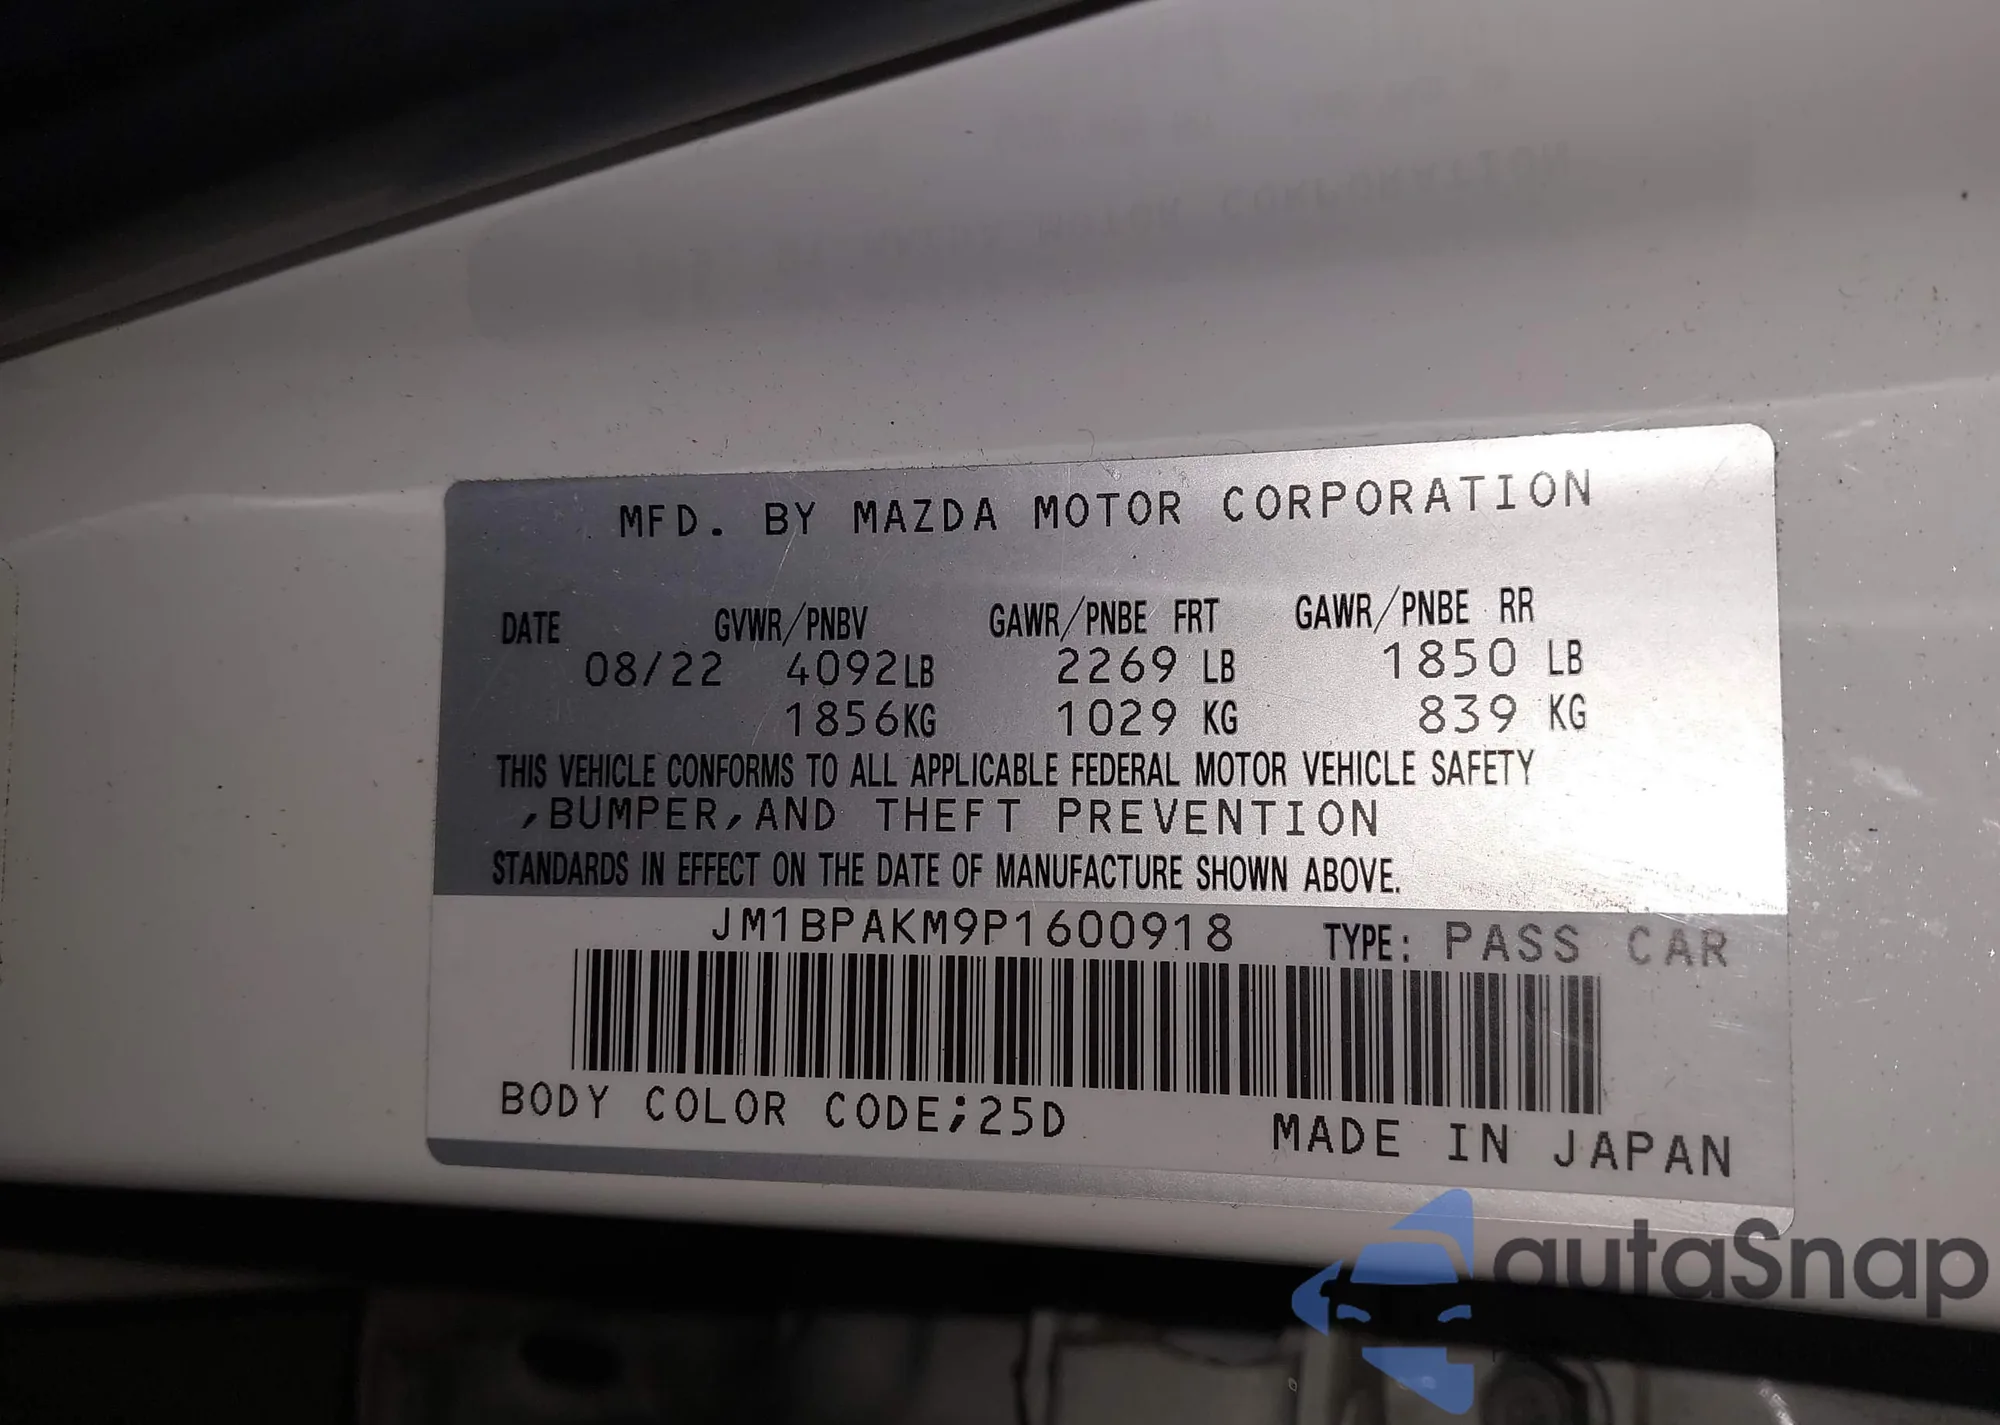 MFD. BY MAZDA MOTOR CORPORATION
DATE GVWR/PNBV GAWR/PNBE FRT GAWR/PNBE RR
08/22 4092LB 2269 LB 1850 LB
1856KG 1029 KG 839 KG
THIS VEHICLE CONFORMS TO ALL APPLICABLE FEDERAL MOTOR VEHICLE SAFETY
,BUMPER,AND THEFT PREVENTION
STANDARDS IN EFFECT ON THE DATE OF MANUFACTURE SHOWN ABOVE.
JM1BPAKM9P1600918 TYPE: PASS CAR
BODY COLOR CODE;25D
MADE IN JAPAN
autaSnap